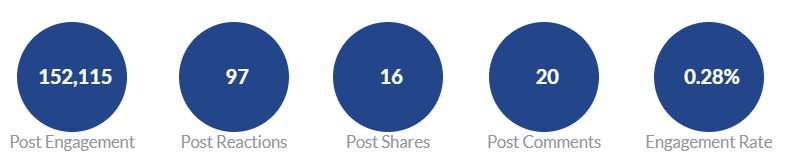 152,115 97 16 20 0.28%
Post Engagement Post Reactions Post Shares Post Comments Engagement Rate